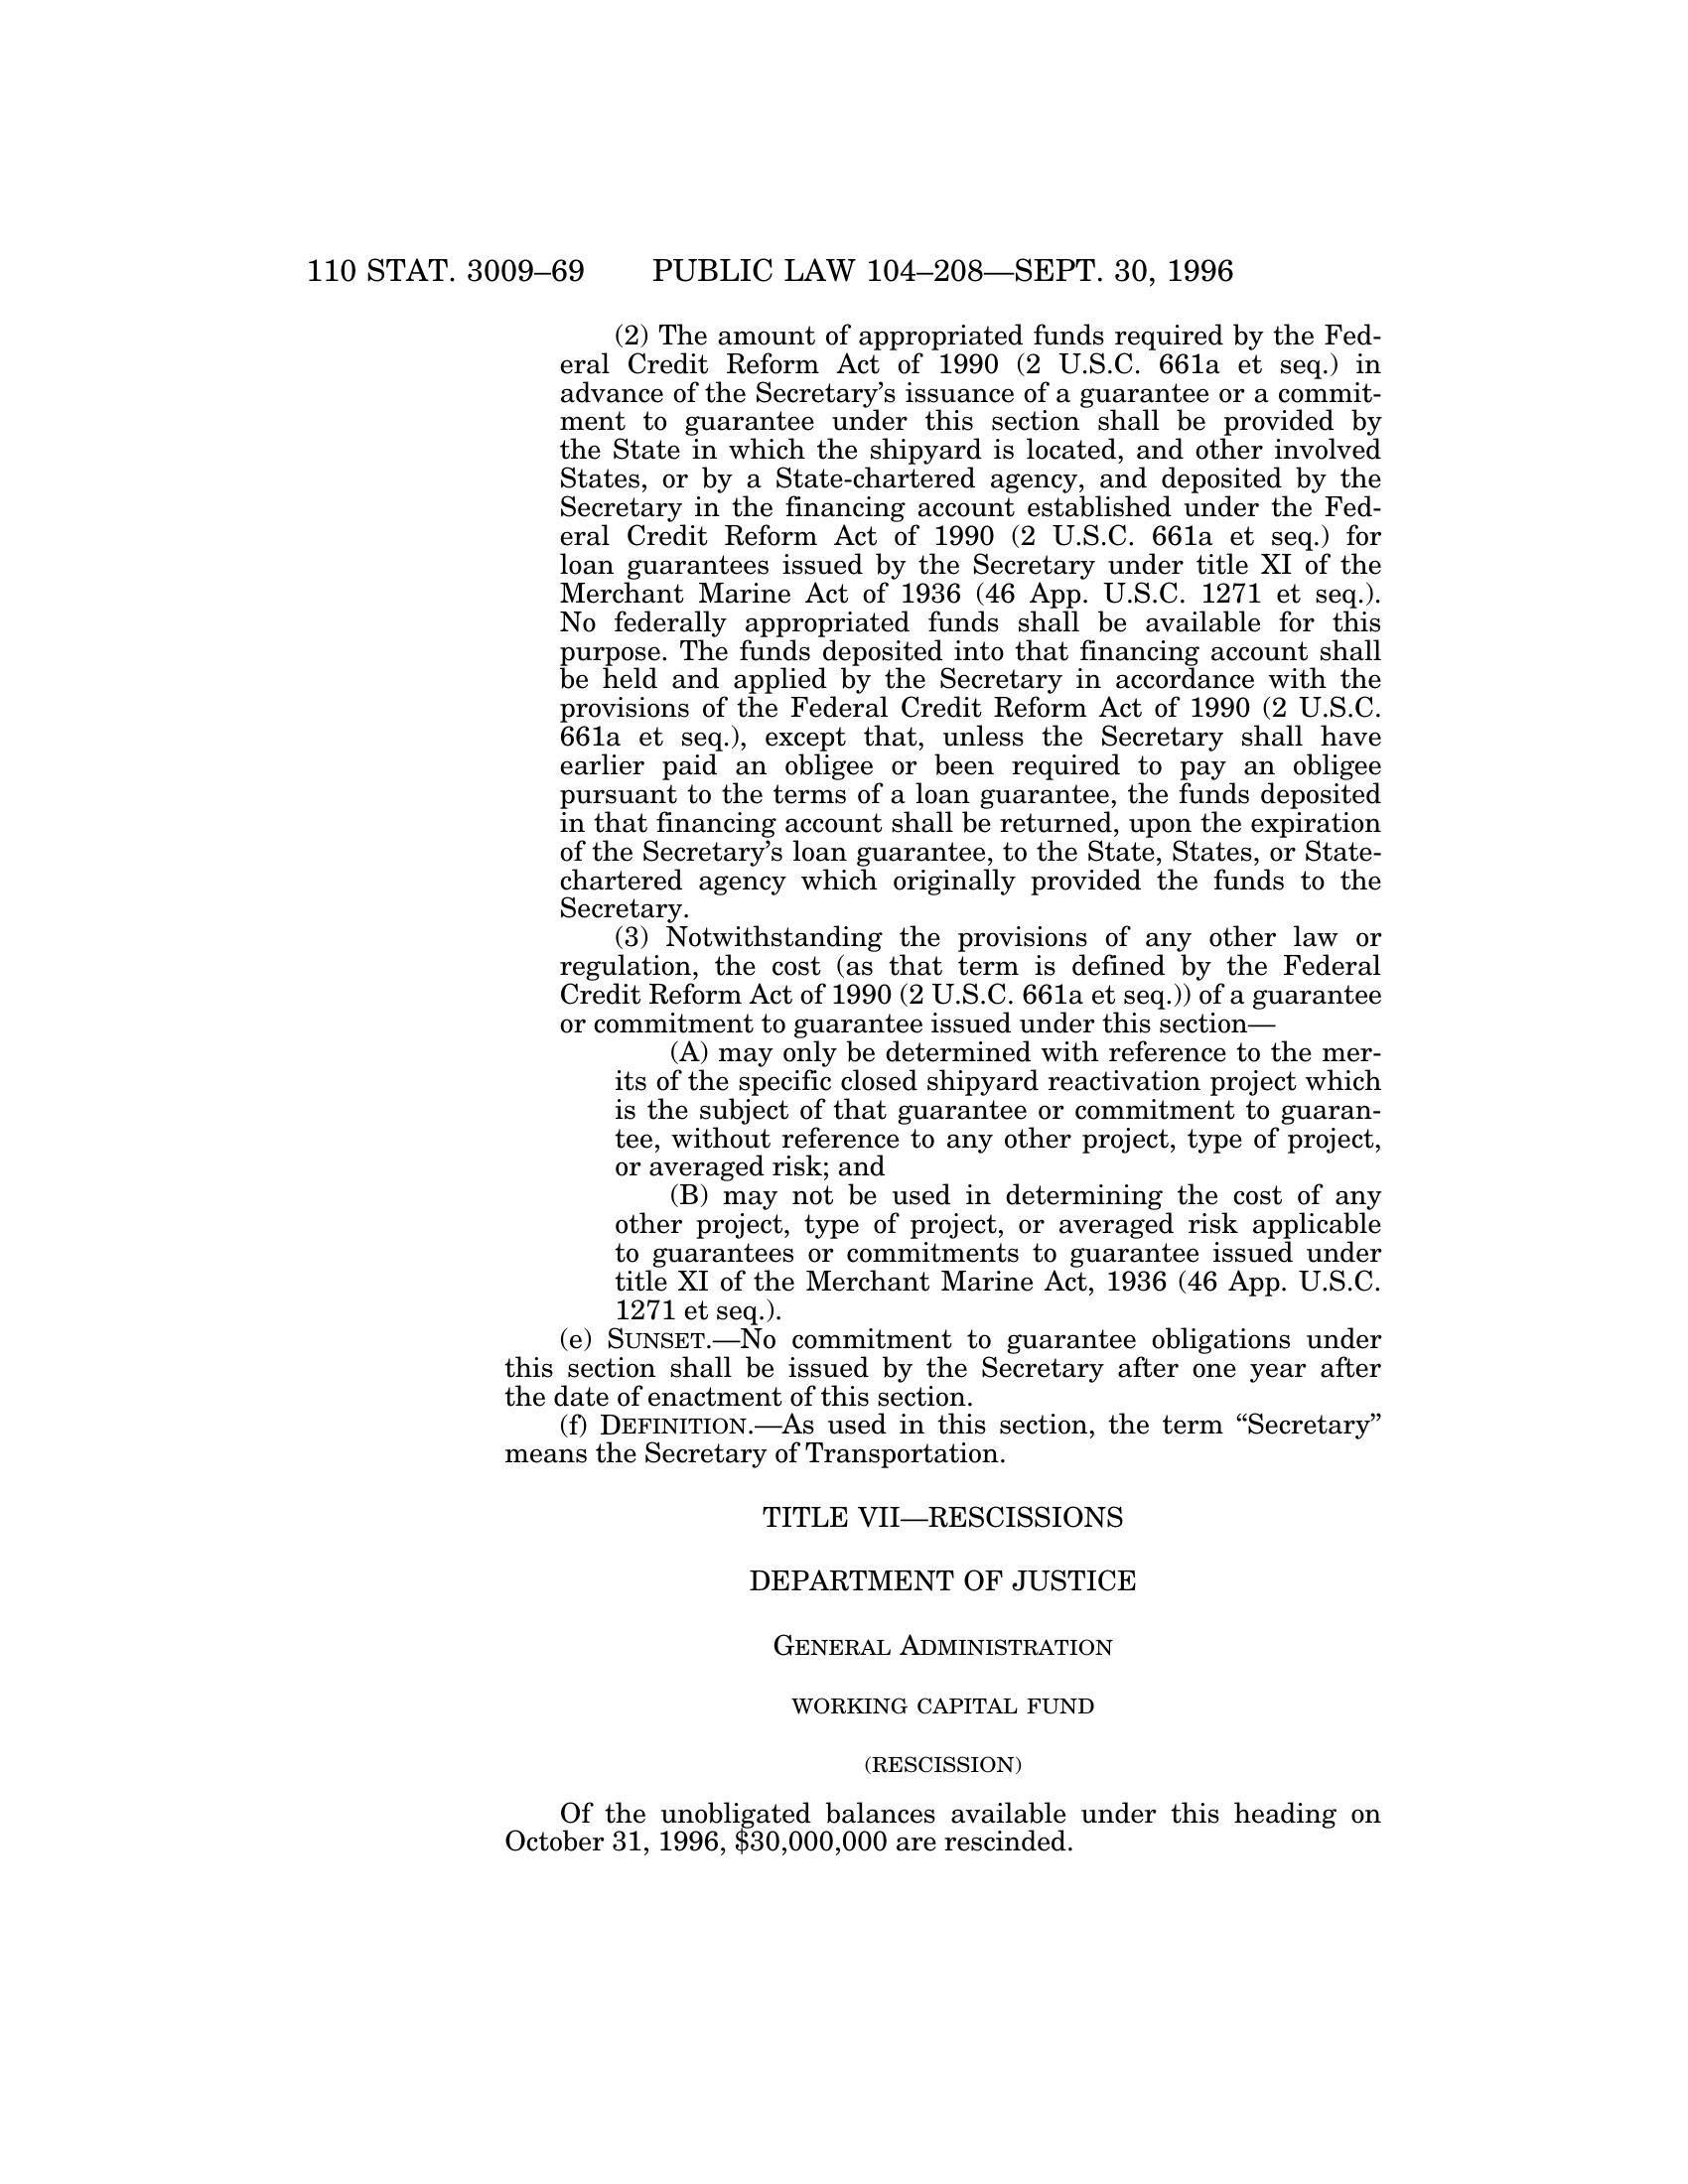 110 STAT. 3009–69 PUBLIC LAW 104–208—SEPT. 30, 1996
(2) The amount of appropriated funds required by the Fed-
eral Credit Reform Act of 1990 (2 U.S.C. 661a et seq.) in
advance of the Secretary’s issuance of a guarantee or a commit-
ment to guarantee under this section shall be provided by
the State in which the shipyard is located, and other involved
States, or by a State-chartered agency, and deposited by the
Secretary in the financing account established under the Fed-
eral Credit Reform Act of 1990 (2 U.S.C. 661a et seq.) for
loan guarantees issued by the Secretary under title XI of the
Merchant Marine Act of 1936 (46 App. U.S.C. 1271 et seq.).
No federally appropriated funds shall be available for this
purpose. The funds deposited into that financing account shall
be held and applied by the Secretary in accordance with the
provisions of the Federal Credit Reform Act of 1990 (2 U.S.C.
661a et seq.), except that, unless the Secretary shall have
earlier paid an obligee or been required to pay an obligee
pursuant to the terms of a loan guarantee, the funds deposited
in that financing account shall be returned, upon the expiration
of the Secretary’s loan guarantee, to the State, States, or State-
chartered agency which originally provided the funds to the
Secretary.
(3) Notwithstanding the provisions of any other law or
regulation, the cost (as that term is defined by the Federal
Credit Reform Act of 1990 (2 U.S.C. 661a et seq.)) of a guarantee
or commitment to guarantee issued under this section—
(A) may only be determined with reference to the mer-
its of the specific closed shipyard reactivation project which
is the subject of that guarantee or commitment to guaran-
tee, without reference to any other project, type of project,
or averaged risk; and
(B) may not be used in determining the cost of any
other project, type of project, or averaged risk applicable
to guarantees or commitments to guarantee issued under
title XI of the Merchant Marine Act, 1936 (46 App. U.S.C.
1271 et seq.).
(e) SUNSET.—No commitment to guarantee obligations under
this section shall be issued by the Secretary after one year after
the date of enactment of this section.
(f) DEFINITION.—As used in this section, the term “Secretary”
means the Secretary of Transportation.
TITLE VII—RESCISSIONS
DEPARTMENT OF JUSTICE
GENERAL ADMINISTRATION
WORKING CAPITAL FUND
(RESCISSION)
Of the unobligated balances available under this heading on
October 31, 1996, $30,000,000 are rescinded.